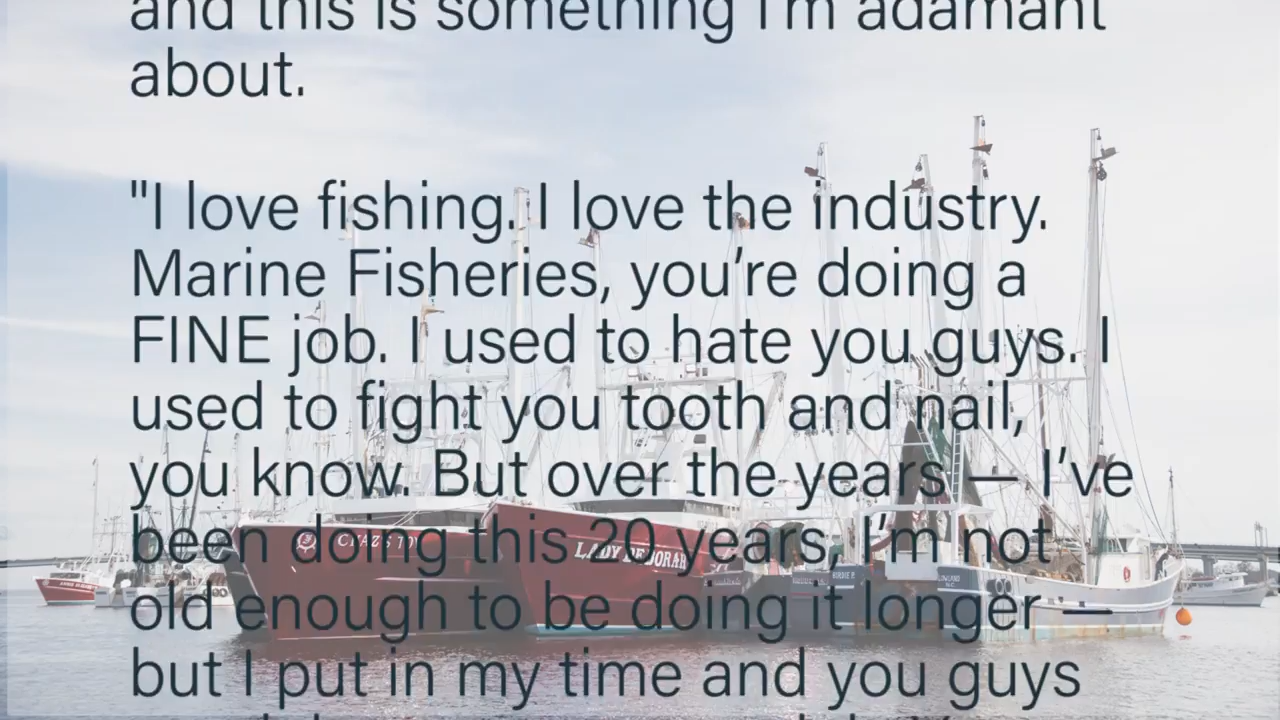 and this is something I'm adamant
about.
"I love fishing. I love the industry.
Marine Fisheries, you're doing a
FINE job. I used to hate you guys. I
used to fight you tooth and nail,
you know. But over the years — I've
been doing this 20 years, I'm not
old enough to be doing it longer —
but I put in my time and you guys
LADY DEBORAH